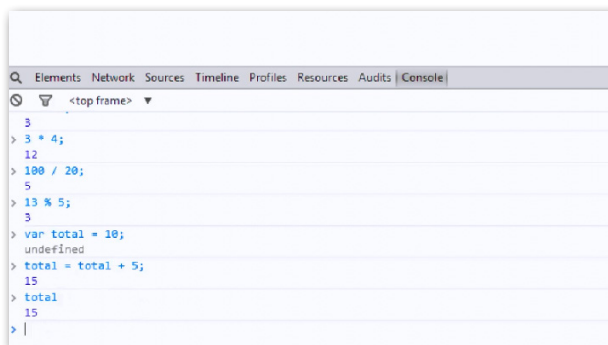 Elements Network Sources Timeline Profiles Resources Audits Console
<top frame> ▼
3
> 3 * 4;
12
> 100 / 20;
5
> 13 % 5;
3
> var total = 10;
undefined
> total = total + 5;
15
> total
15
>